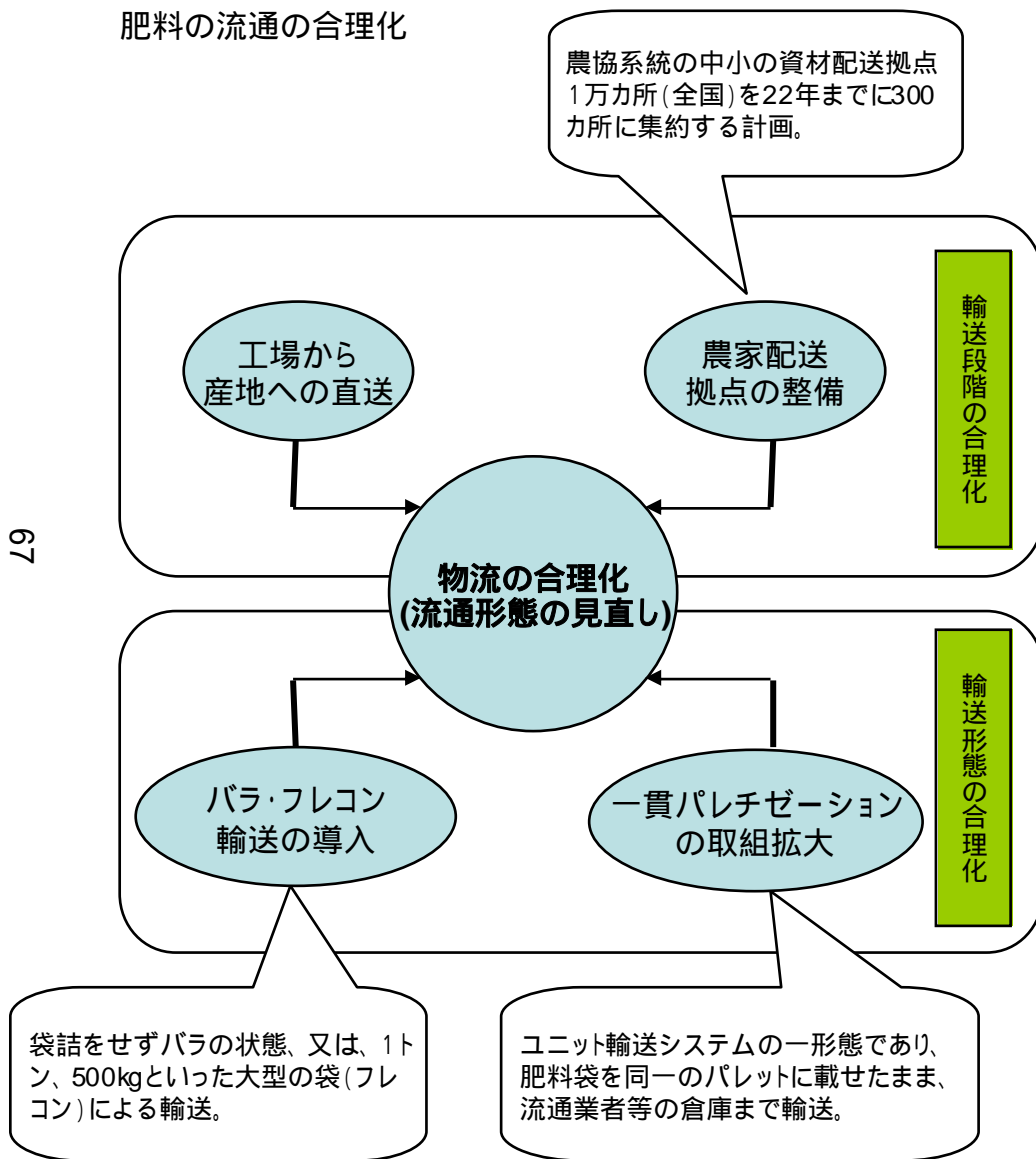 肥料の流通の合理化
農協系統の中小の資材配送拠点
1万カ所(全国)を22年までに300
カ所に集約する計画。
工場から
産地への直送
農家配送
拠点の整備
輸送段階の合理化
物流の合理化
(流通形態の見直し)
67
バラ・フレコン
輸送の導入
一貫パレチゼーション
の取組拡大
輸送形態の合理化
袋詰をせずバラの状態、又は、1ト
ン、500kgといった大型の袋(フレ
コン)による輸送。
ユニット輸送システムの一形態であり、
肥料袋を同一のパレットに載せたまま、
流通業者等の倉庫まで輸送。